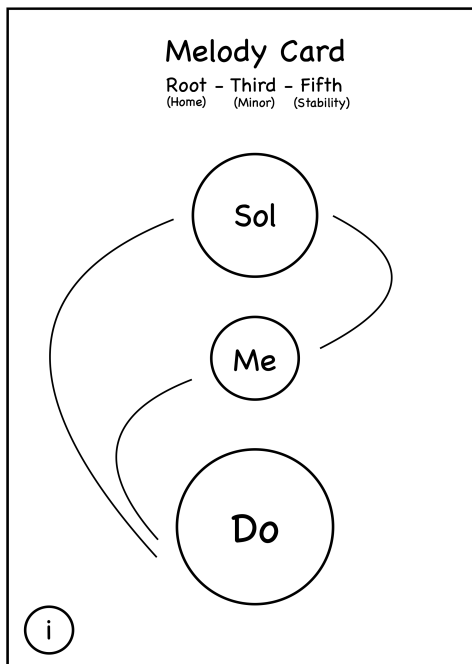 Melody Card
Root - Third - Fifth
(Home) (Minor) (Stability)
Sol
Me
Do
i